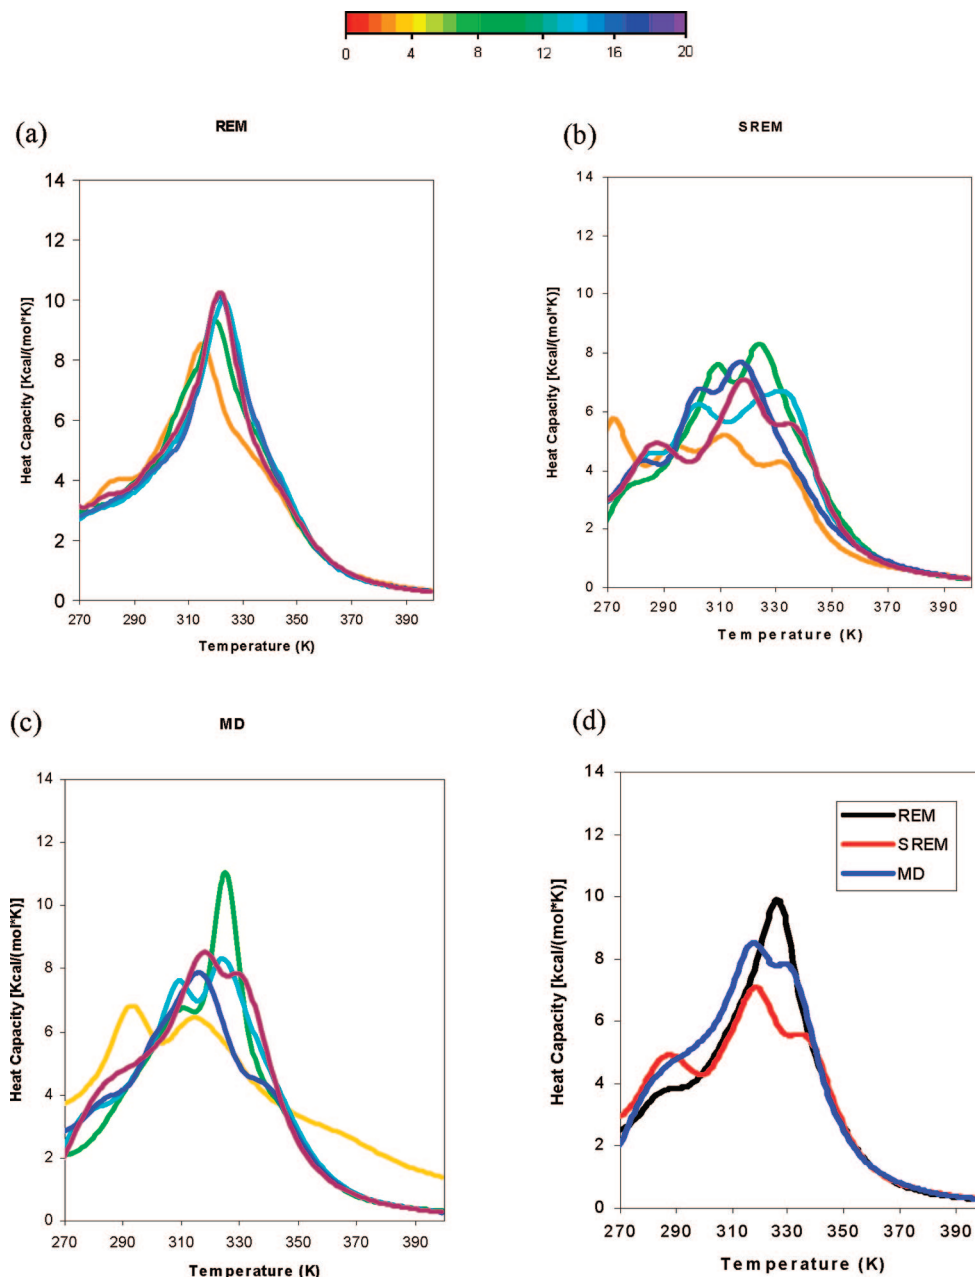 0 4 8 12 16 20
(a) REM
Heat Capacity [Kcal/(mol*K)]
14
12
10
8
6
4
2
0
270 290 310 330 350 370 390
Temperature (K)
(b) SREM
Heat Capacity [Kcal/(mol*K)]
14
12
10
8
6
4
2
0
270 290 310 330 350 370 390
Temperature (K)
(c) MD
Heat Capacity [Kcal/(mol*K)]
14
12
10
8
6
4
2
0
270 290 310 330 350 370 390
Temperature (K)
(d)
Heat Capacity [Kcal/(mol*K)]
14
12
10
8
6
4
2
0
270 290 310 330 350 370 390
Temperature (K)
REM
SREM
MD